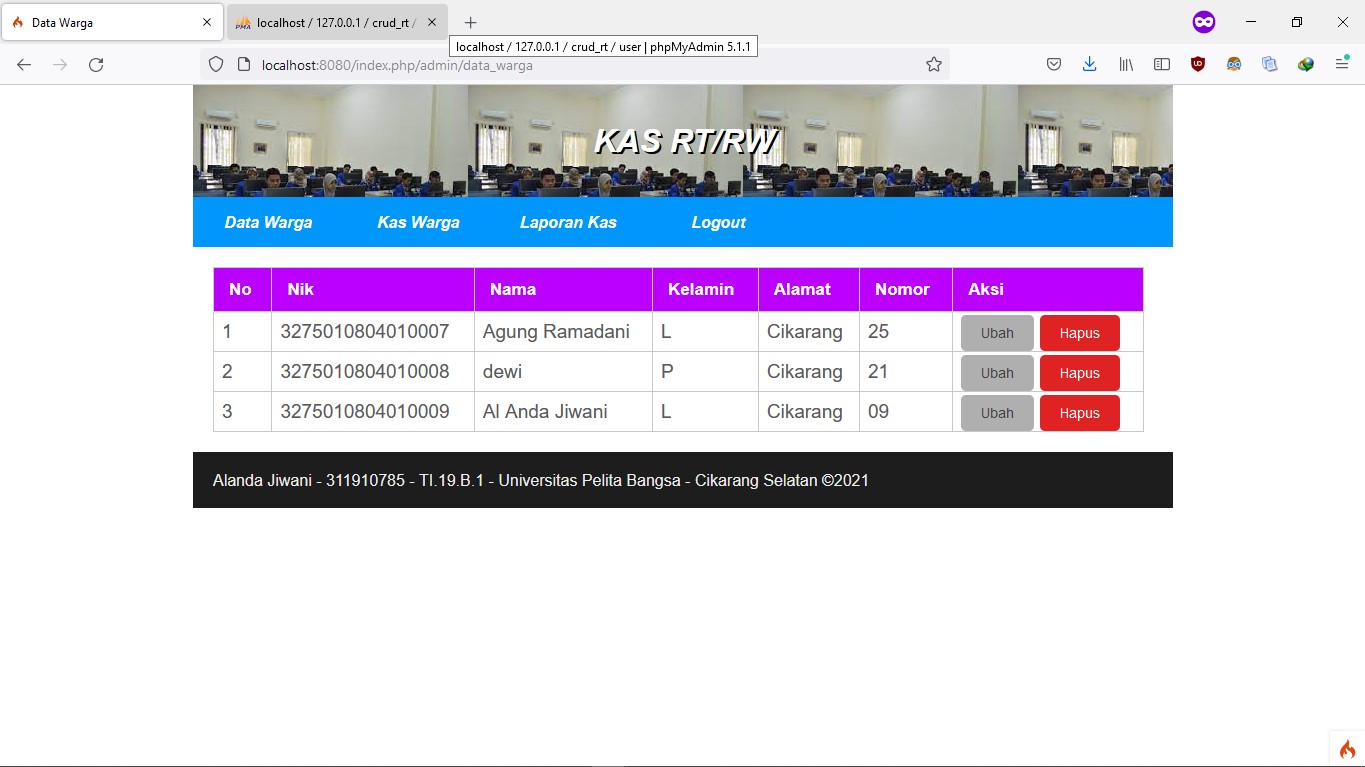 Data Warga
PMA localhost / 127.0.0.1 / crud_rt /
localhost / 127.0.0.1 / crud_rt / user | phpMyAdmin 5.1.1
localhost:8080/index.php/admin/data_warga
KAS RT/RW
Data Warga Kas Warga Laporan Kas Logout
No Nik Nama Kelamin Alamat Nomor Aksi
1 3275010804010007 Agung Ramadani L Cikarang 25 Ubah Hapus
2 3275010804010008 dewi P Cikarang 21 Ubah Hapus
3 3275010804010009 Al Anda Jiwani L Cikarang 09 Ubah Hapus
Alanda Jiwani - 311910785 - TI.19.B.1 - Universitas Pelita Bangsa - Cikarang Selatan ©2021